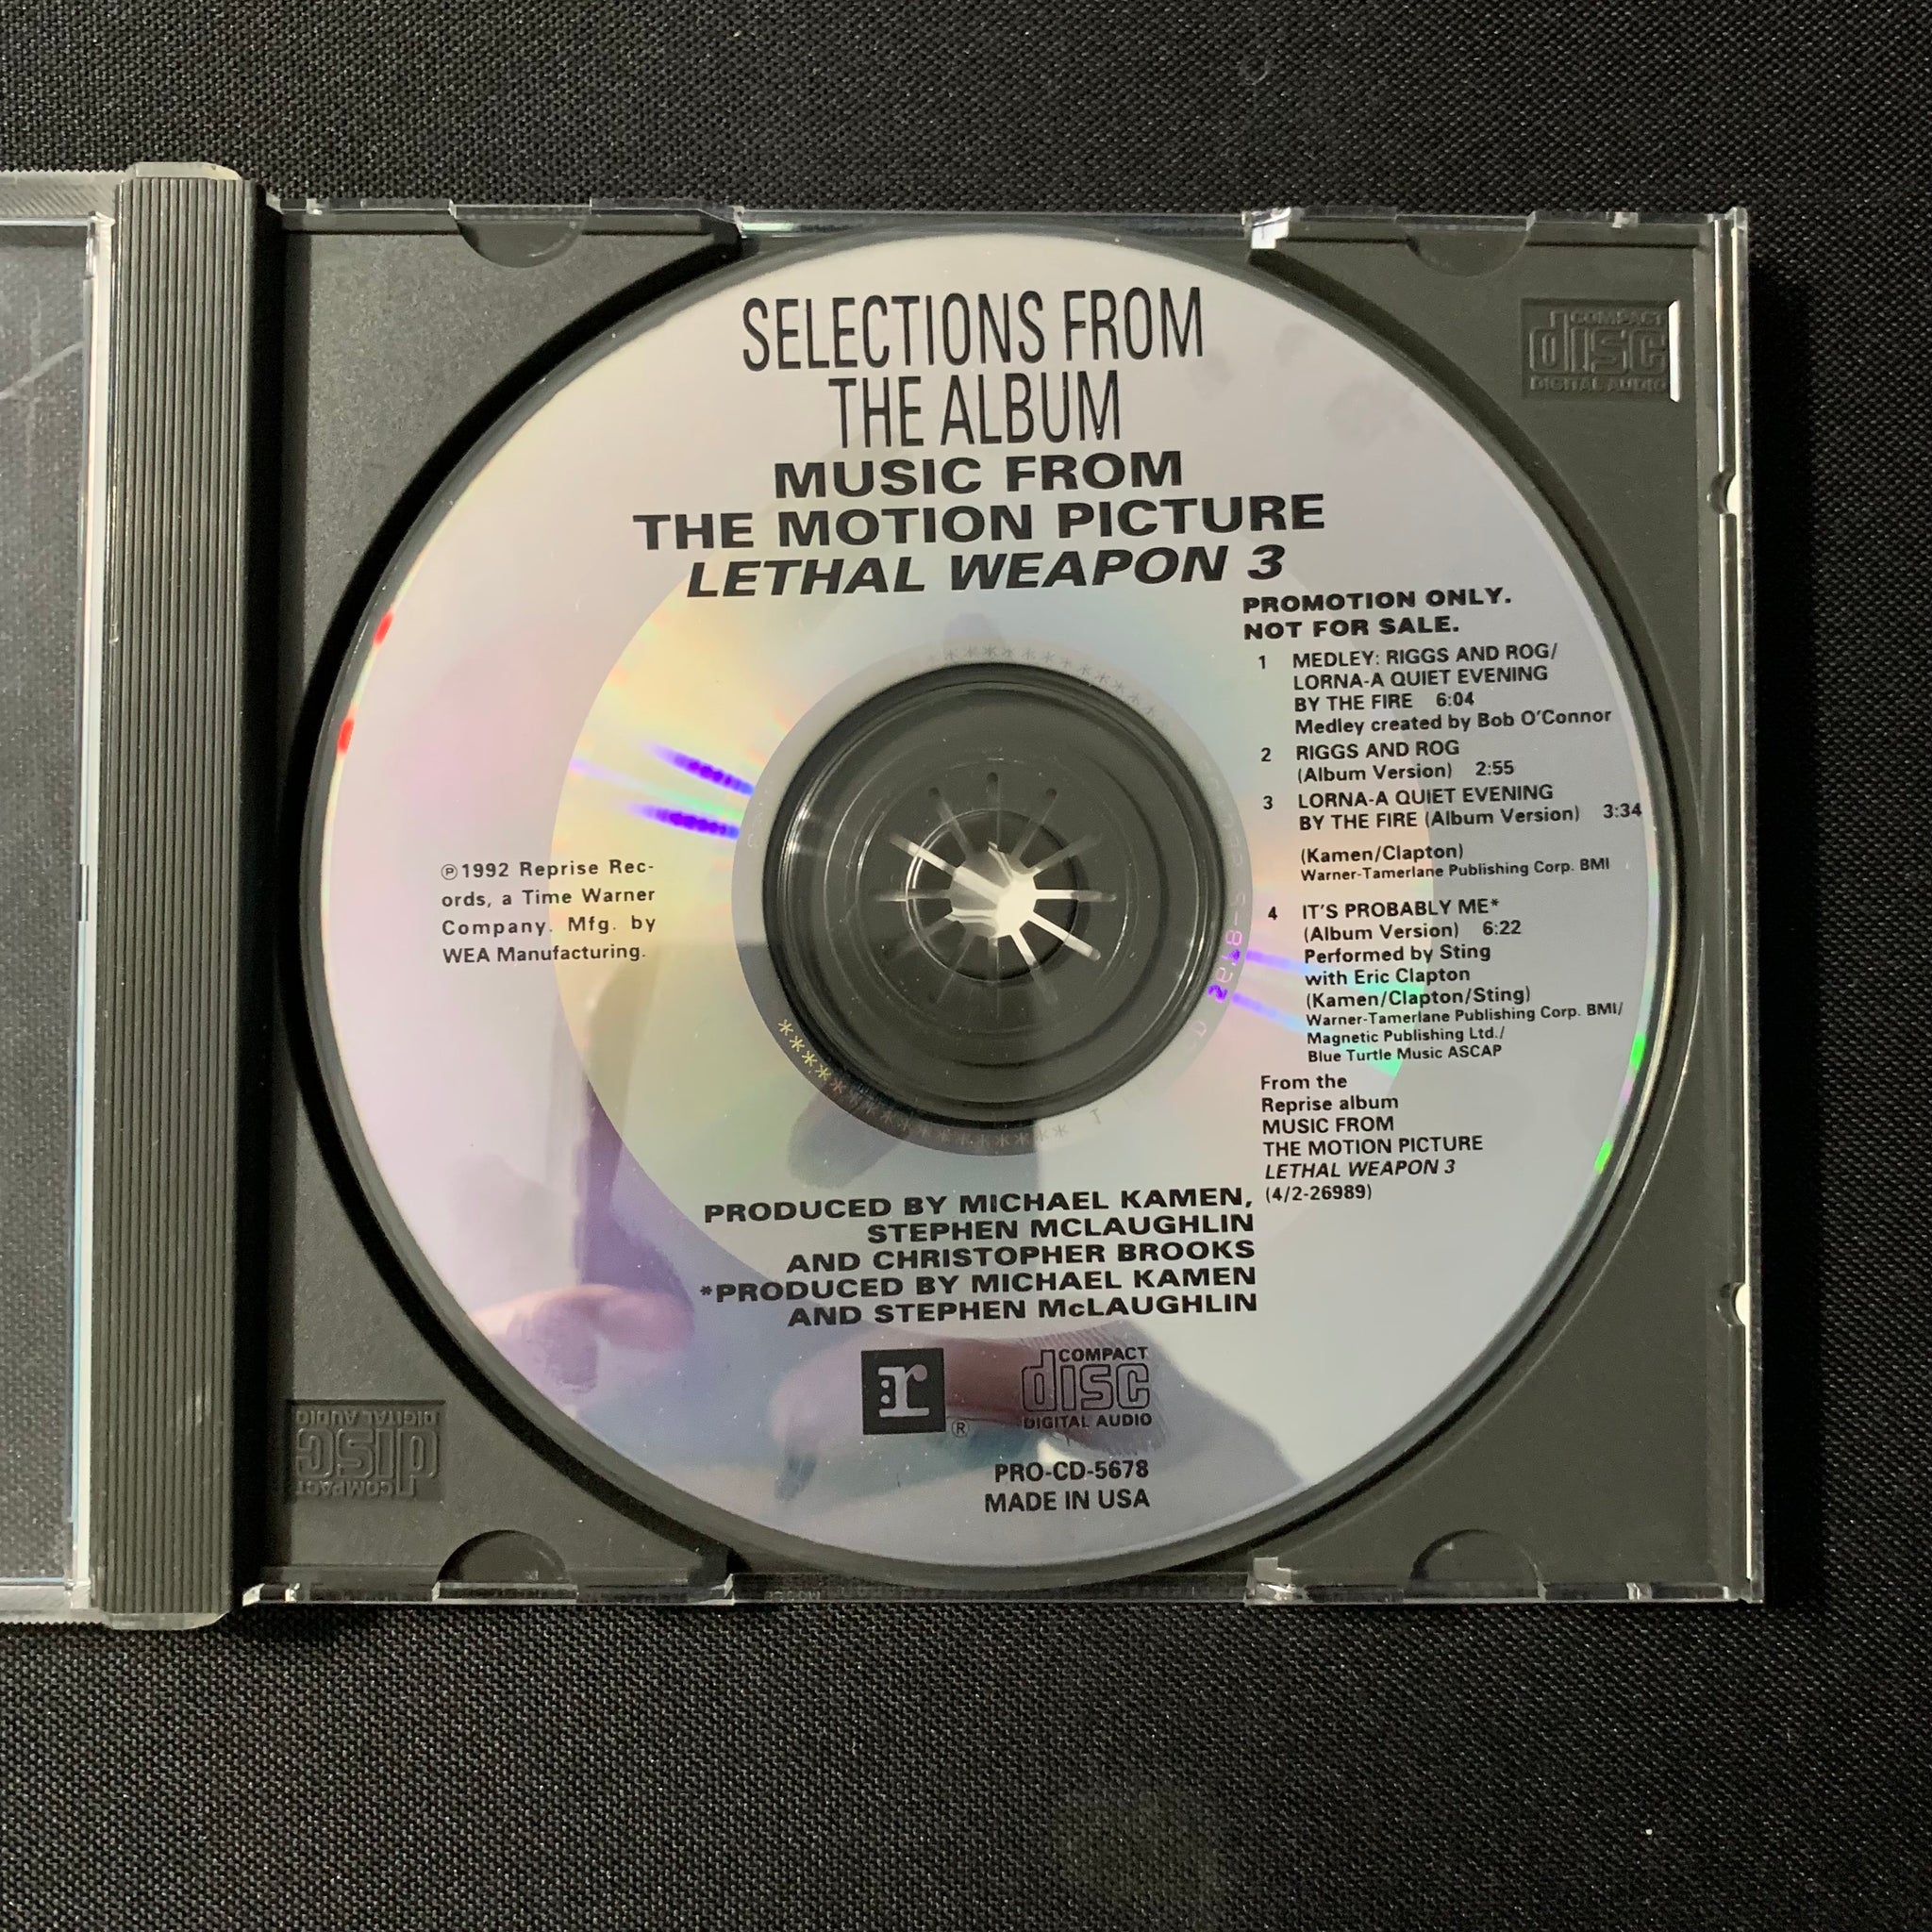 SELECTIONS FROM
THE ALBUM
MUSIC FROM
THE MOTION PICTURE
LETHAL WEAPON 3
PROMOTION ONLY.
NOT FOR SALE.
1 MEDLEY: RIGGS AND ROG/
LORNA-A QUIET EVENING
BY THE FIRE 6:04
Medley created by Bob O'Connor
2 RIGGS AND ROG
(Album Version) 2:55
3 LORNA-A QUIET EVENING
BY THE FIRE (Album Version) 3:34
(Kamen/Clapton)
Warner-Tamerlane Publishing Corp. BMI
4 IT'S PROBABLY ME*
(Album Version) 6:22
Performed by Sting
with Eric Clapton
(Kamen/Clapton/Sting)
Warner-Tamerlane Publishing Corp. BMI/
Magnetic Publishing Ltd./
Blue Turtle Music ASCAP
From the
Reprise album
MUSIC FROM
THE MOTION PICTURE
LETHAL WEAPON 3
(4/2-26989)
℗1992 Reprise Rec-
ords, a Time Warner
Company. Mfg. by
WEA Manufacturing.
PRODUCED BY MICHAEL KAMEN,
STEPHEN MCLAUGHLIN
AND CHRISTOPHER BROOKS
*PRODUCED BY MICHAEL KAMEN
AND STEPHEN McLAUGHLIN
r ®
COMPACT
disc
DIGITAL AUDIO
PRO-CD-5678
MADE IN USA
COMPACT
disc
DIGITAL AUDIO
COMPACT
disc
DIGITAL AUDIO